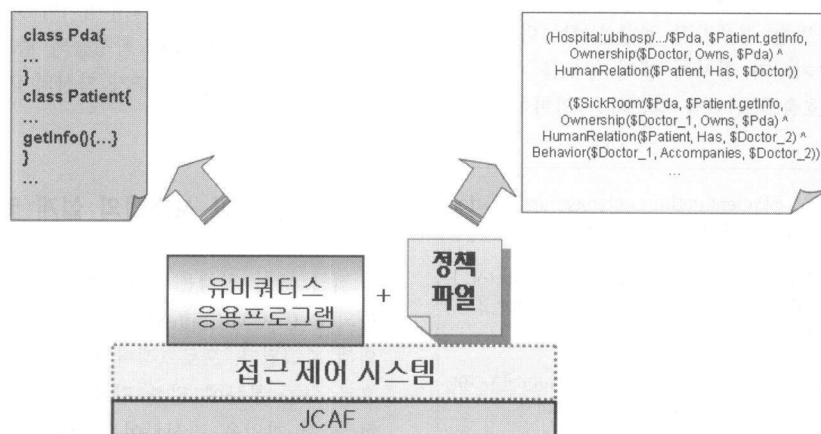 class Pda{
...
}
class Patient{
...
getInfo(){...}
}
...
(Hospital:ubihosp/.../$Pda, $Patient.getInfo,
Ownership($Doctor, Owns, $Pda) ^
HumanRelation($Patient, Has, $Doctor))
($SickRoom/$Pda, $Patient.getInfo,
Ownership($Doctor_1, Owns, $Pda) ^
HumanRelation($Patient, Has, $Doctor_2) ^
Behavior($Doctor_1, Accompanies, $Doctor_2))
...
유비쿼터스
응용프로그램
+
정책
파일
접근 제어 시스템
JCAF